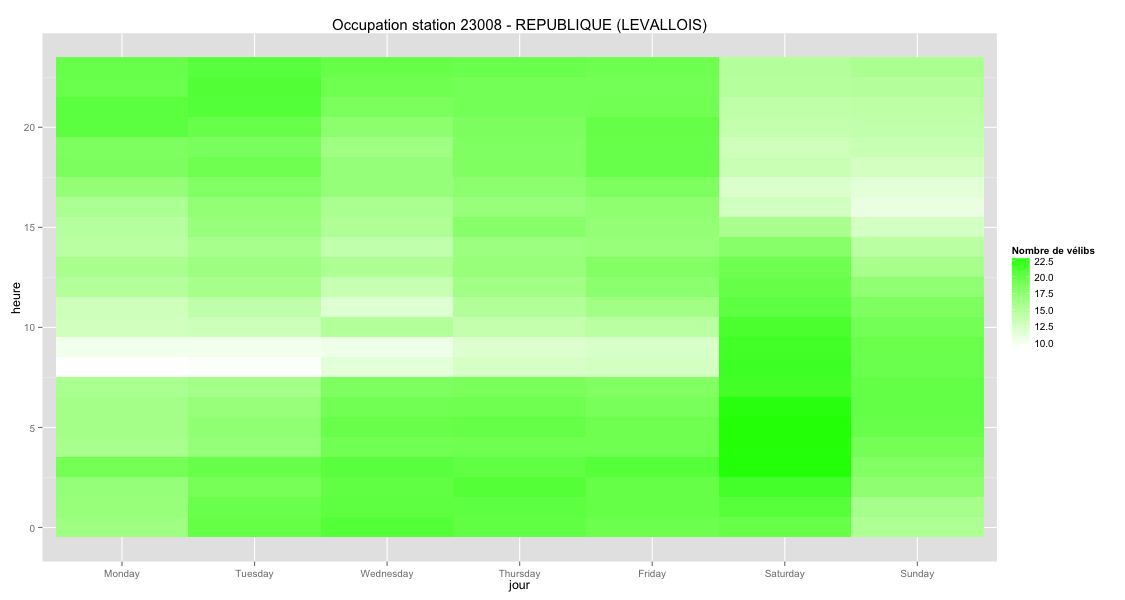 Occupation station 23008 - REPUBLIQUE (LEVALLOIS)
heure
20
15
10
5
0
Monday Tuesday Wednesday Thursday Friday Saturday Sunday
jour
Nombre de vélibs
22.5
20.0
17.5
15.0
12.5
10.0